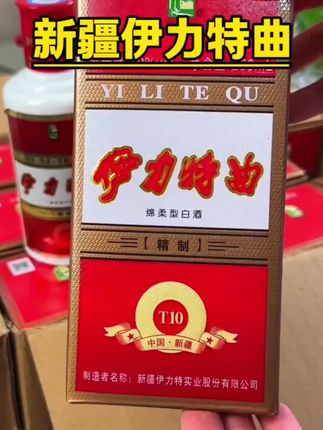 新疆伊力特曲
YI LI TE QU
伊力特曲
绵柔型白酒
【精制】
T10
中国·新疆
制造者名称：新疆伊力特实业股份有限公司